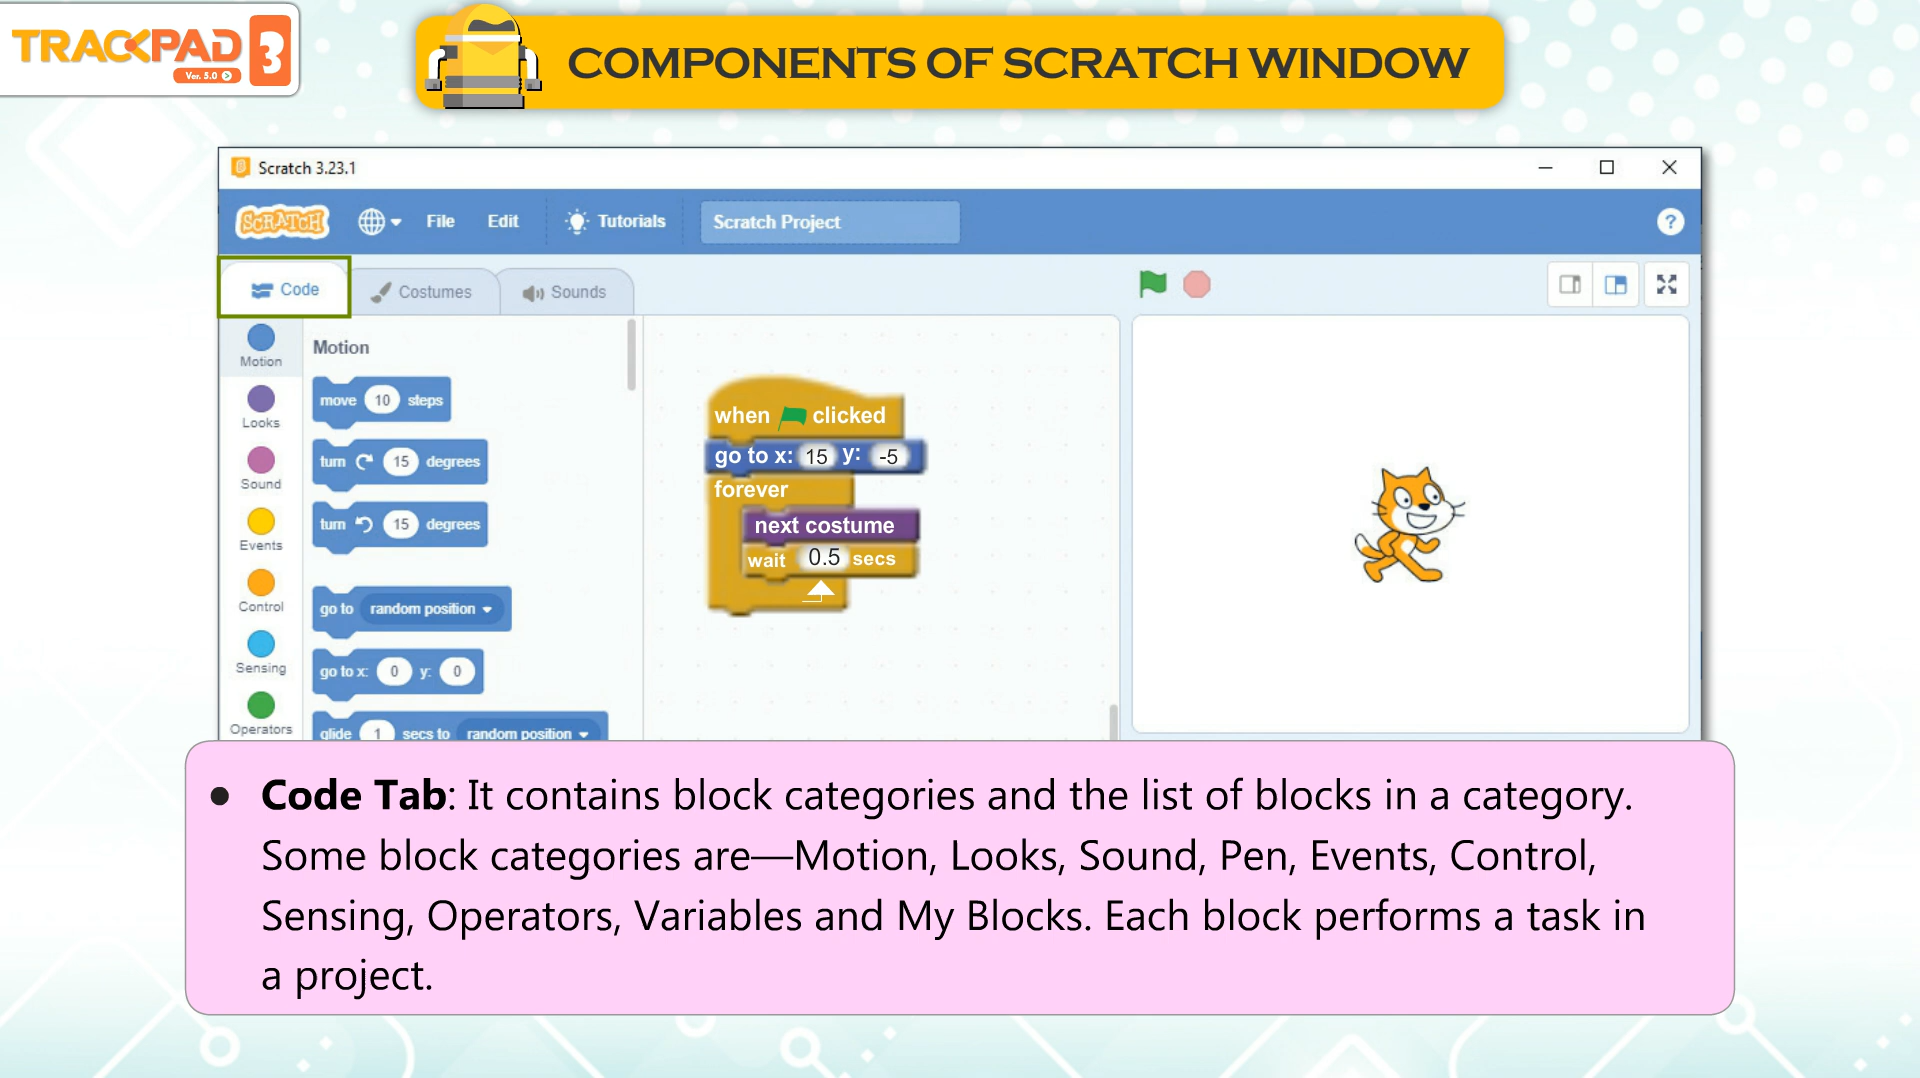 TRACKPAD 3
Ver. 5.0
COMPONENTS OF SCRATCH WINDOW
Scratch 3.23.1
SCRATCH File Edit Tutorials Scratch Project ?
Code Costumes Sounds
Motion
Looks
Sound
Events
Control
Sensing
Operators
Motion
move 10 steps
turn 15 degrees
turn 15 degrees
go to random position
go to x: 0 y: 0
glide 1 secs to random position
when clicked
go to x: 15 y: -5
forever
next costume
wait 0.5 secs
• Code Tab: It contains block categories and the list of blocks in a category.
Some block categories are—Motion, Looks, Sound, Pen, Events, Control,
Sensing, Operators, Variables and My Blocks. Each block performs a task in
a project.